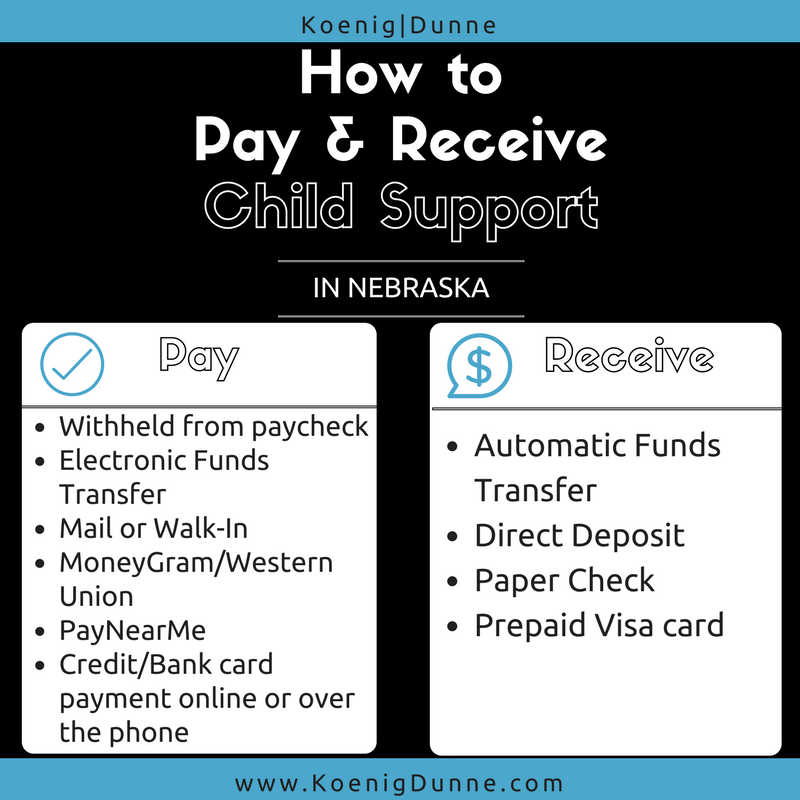 Koenig|Dunne
How to
Pay & Receive
Child Support
IN NEBRASKA
Pay
• Withheld from paycheck
• Electronic Funds
Transfer
• Mail or Walk-In
• MoneyGram/Western
Union
• PayNearMe
• Credit/Bank card
payment online or over
the phone
$ Receive
• Automatic Funds
Transfer
• Direct Deposit
• Paper Check
• Prepaid Visa card
www.KoenigDunne.com